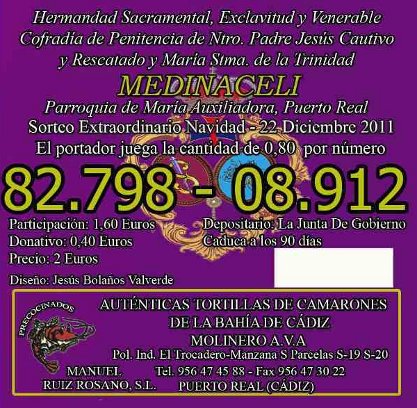 Hermandad Sacramental, Exclavitud y Venerable
Cofradía de Penitencia de Ntro. Padre Jesús Cautivo
y Rescatado y María Sima. de la Trinidad
MEDINACELI
Parroquia de María Auxiliadora, Puerto Real
Sorteo Extraordinario Navidad - 22 Diciembre 2011
El portador juega la cantidad de 0,80 por número
82.798 - 08.912
Participación: 1,60 Euros
Donativo: 0,40 Euros
Precio: 2 Euros
Depositario: La Junta De Gobierno
Caduca a los 90 días
Diseño: Jesús Bolaños Valverde
PRECOCINADOS
MANUEL
RUIZ ROSANO, S.L.
AUTÉNTICAS TORTILLAS DE CAMARONES
DE LA BAHÍA DE CÁDIZ
MOLINERO A.V.A
Pol. Ind. El Trocadero-Manzana S Parcelas S-19 S-20
Tel. 956 47 45 88 - Fax 956 47 30 22
PUERTO REAL (CÁDIZ)